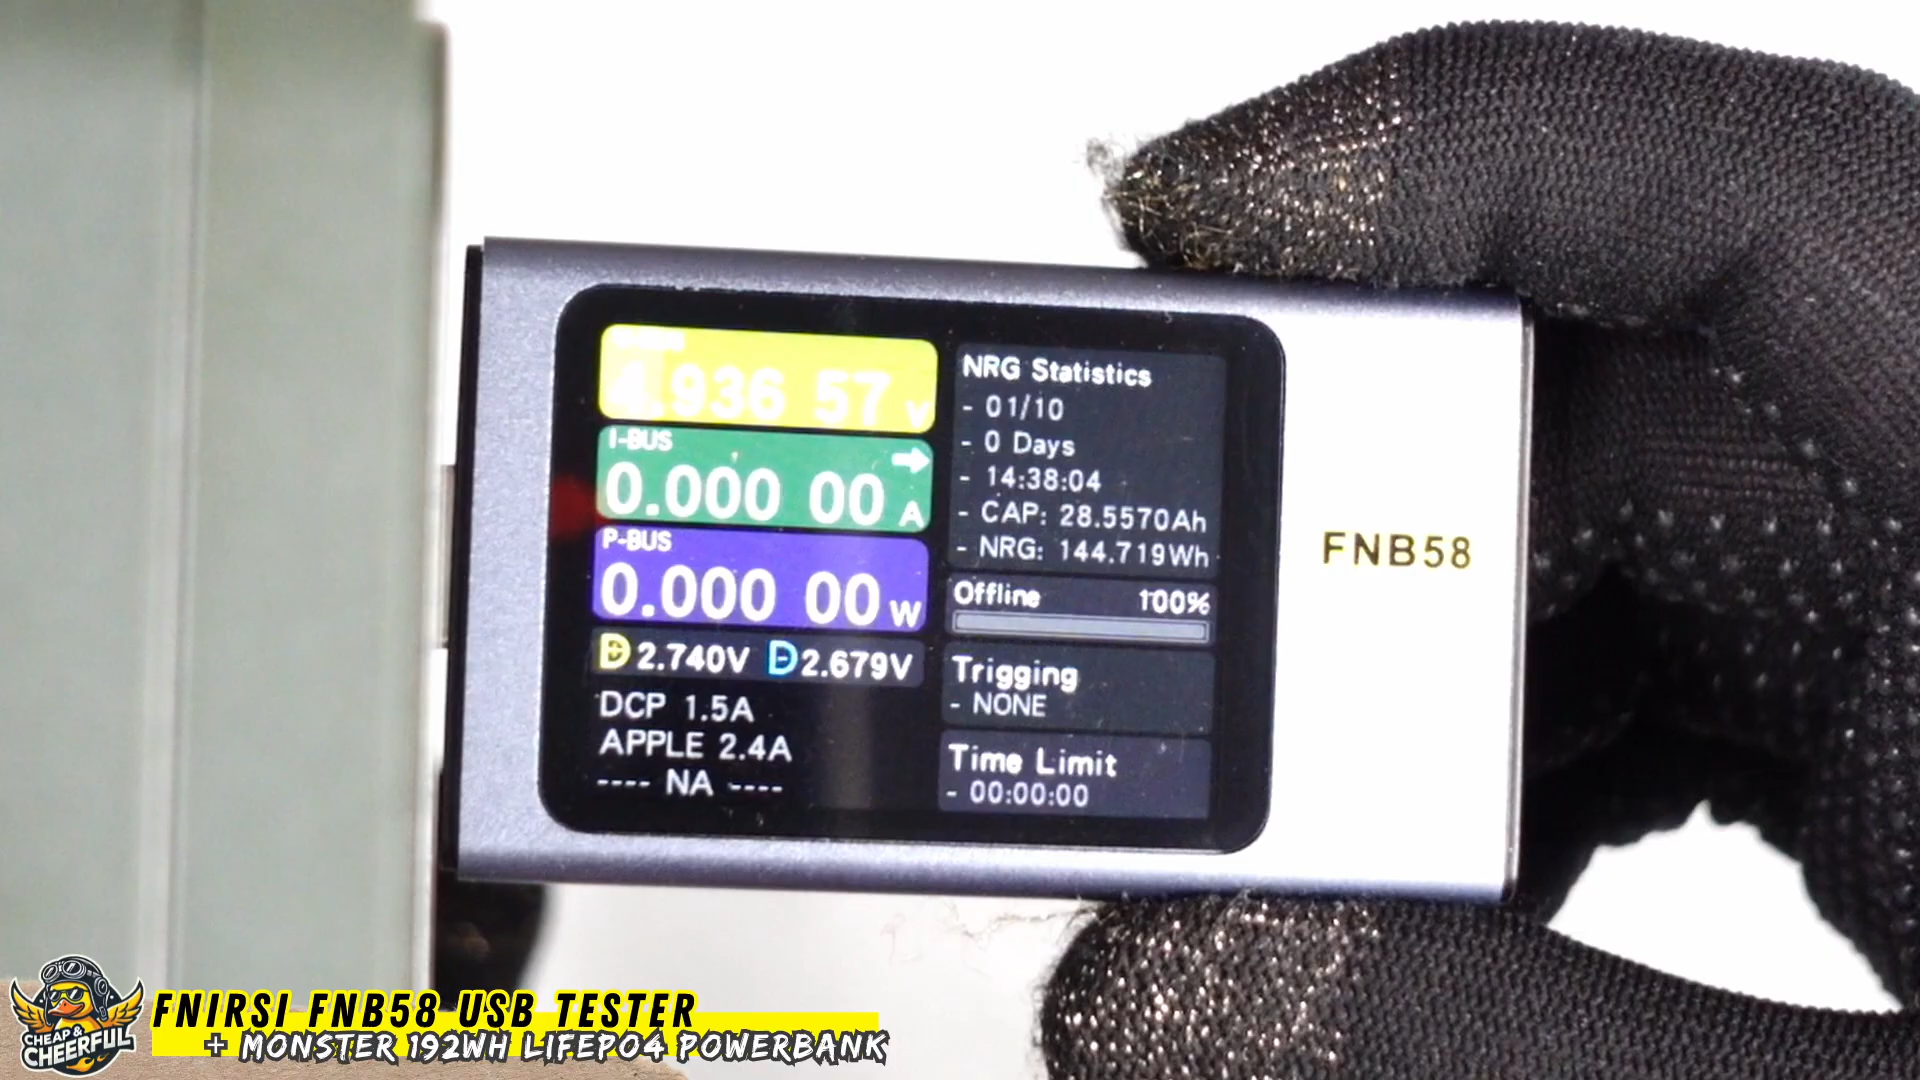 4.936 57 V
I-BUS
0.000 00 A
P-BUS
0.000 00 W
D+ 2.740V D- 2.679V
DCP 1.5A
APPLE 2.4A
---- NA ----
NRG Statistics
- 01/10
- 0 Days
- 14:38:04
- CAP: 28.5570Ah
- NRG: 144.719Wh
Offline 100%
Trigging
- NONE
Time Limit
- 00:00:00
FNB58
CHEAP &
CHEERFUL
FNIRSI FNB58 USB TESTER
+ MONSTER 192WH LIFEPO4 POWERBANK